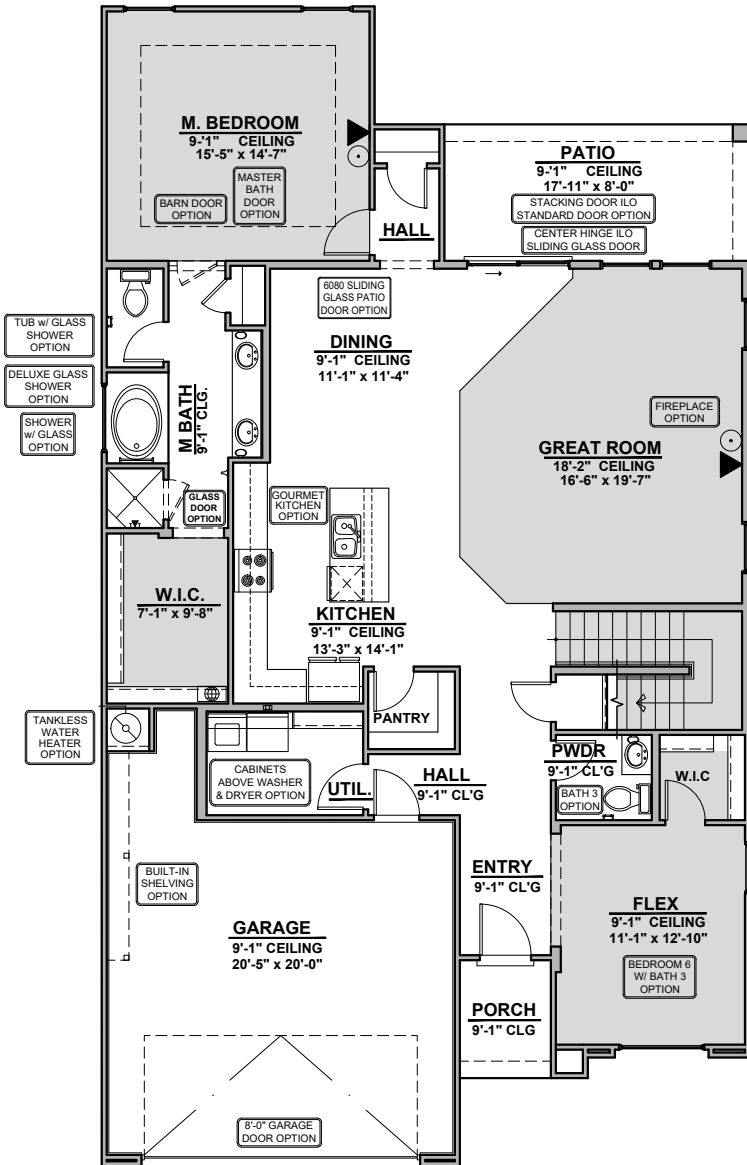 M. BEDROOM
9-'1" CEILING
15'-5" x 14'-7"
BARN DOOR
OPTION
MASTER
BATH
DOOR
OPTION
HALL
PATIO
9-'1" CEILING
17'-11" x 8'-0"
STACKING DOOR ILO
STANDARD DOOR OPTION
CENTER HINGE ILO
SLIDING GLASS DOOR
6080 SLIDING
GLASS PATIO
DOOR OPTION
TUB w/ GLASS
SHOWER
OPTION
DELUXE GLASS
SHOWER
OPTION
SHOWER
w/ GLASS
OPTION
M BATH
9'-1" CLG.
DINING
9'-1" CEILING
11'-1" x 11'-4"
FIREPLACE
OPTION
GREAT ROOM
18'-2" CEILING
16'-6" x 19'-7"
GLASS
DOOR
OPTION
GOURMET
KITCHEN
OPTION
W.I.C.
7'-1" x 9'-8"
KITCHEN
9'-1" CEILING
13'-3" x 14'-1"
TANKLESS
WATER
HEATER
OPTION
PANTRY
CABINETS
ABOVE WASHER
& DRYER OPTION
UTIL.
HALL
9'-1" CL'G
PWDR
9'-1" CL'G
BATH 3
OPTION
W.I.C
BUILT-IN
SHELVING
OPTION
ENTRY
9'-1" CL'G
GARAGE
9'-1" CEILING
20'-5" x 20'-0"
FLEX
9'-1" CEILING
11'-1" x 12'-10"
BEDROOM 6
W/ BATH 3
OPTION
PORCH
9'-1" CLG
8'-0" GARAGE
DOOR OPTION